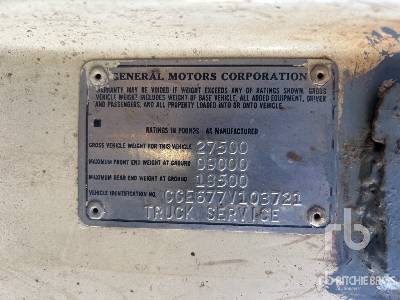 GENERAL MOTORS CORPORATION
WARRANTY MAY BE VOIDED IF WEIGHT EXCEEDS ANY OF RATINGS SHOWN. GROSS
VEHICLE WEIGHT INCLUDES WEIGHT OF BASE VEHICLE, ALL ADDED EQUIPMENT, DRIVER
AND PASSENGERS, AND ALL PROPERTY LOADED INTO OR ON VEHICLE.
RATINGS IN POUNDS AS MANUFACTURED
GROSS VEHICLE WEIGHT FOR THIS VEHICLE 27500
MAXIMUM FRONT END WEIGHT AT GROUND 09000
MAXIMUM REAR END WEIGHT AT GROUND 18500
VEHICLE IDENTIFICATION NO. CCE677V103721
TRUCK SERVICE
rb
RITCHIE BROS